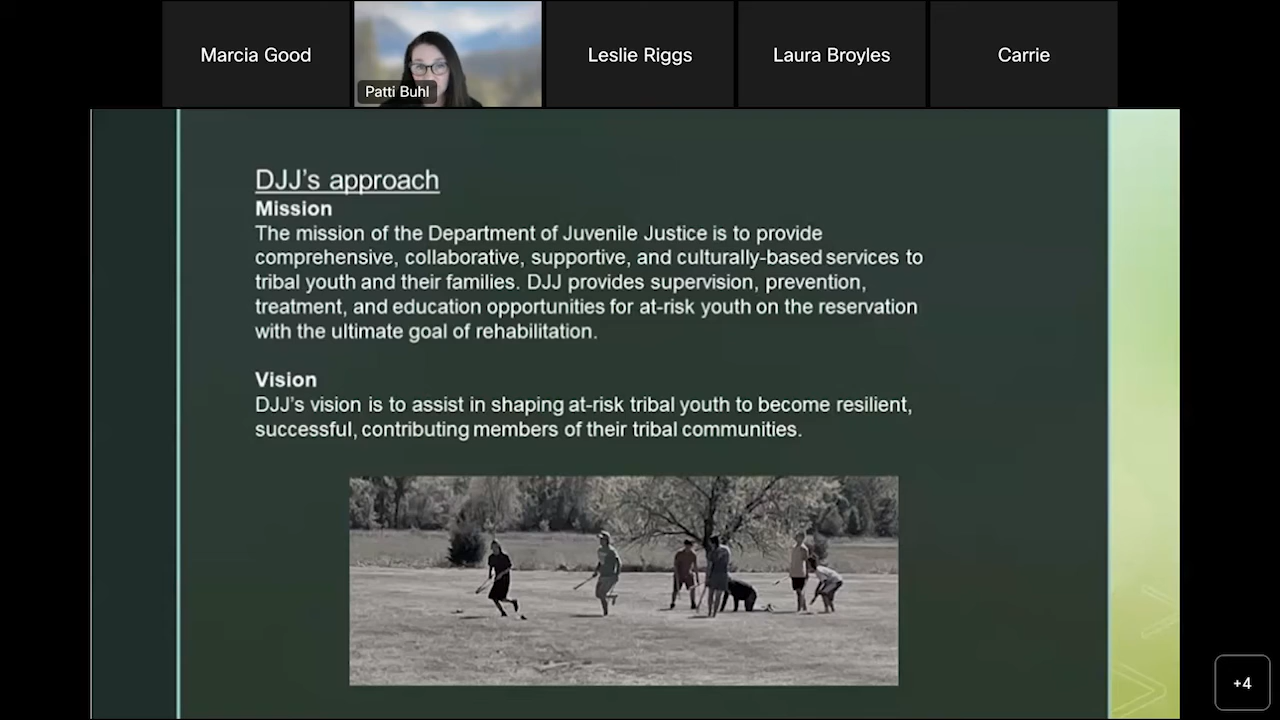 Marcia Good
Patti Buhl
Leslie Riggs
Laura Broyles
Carrie
DJJ's approach
Mission
The mission of the Department of Juvenile Justice is to provide
comprehensive, collaborative, supportive, and culturally-based services to
tribal youth and their families. DJJ provides supervision, prevention,
treatment, and education opportunities for at-risk youth on the reservation
with the ultimate goal of rehabilitation.
Vision
DJJ's vision is to assist in shaping at-risk tribal youth to become resilient,
successful, contributing members of their tribal communities.
+4